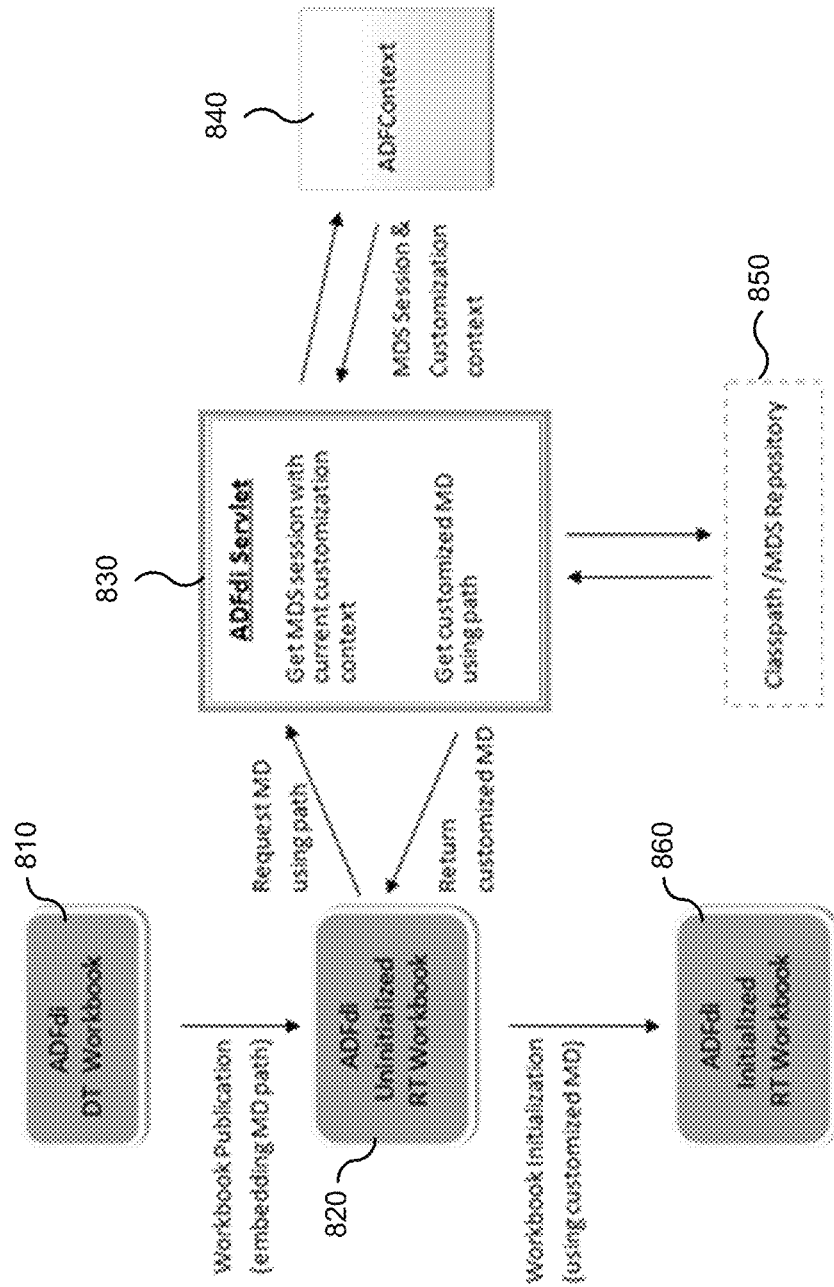 810
ADFdi
DT Workbook
Workbook Publication
(embedding MD path)
820
ADFdi
Uninitialized
RT Workbook
Workbook Initialization
(using customized MD)
860
ADFdi
Initialized
RT Workbook
Request MD
using path
Return
customized MD
830
ADFdi Servlet
Get MDS session with
current customization
context
Get customized MD
using path
840
ADFContext
MDS Session &
Customization
context
850
Classpath/MDS Repository